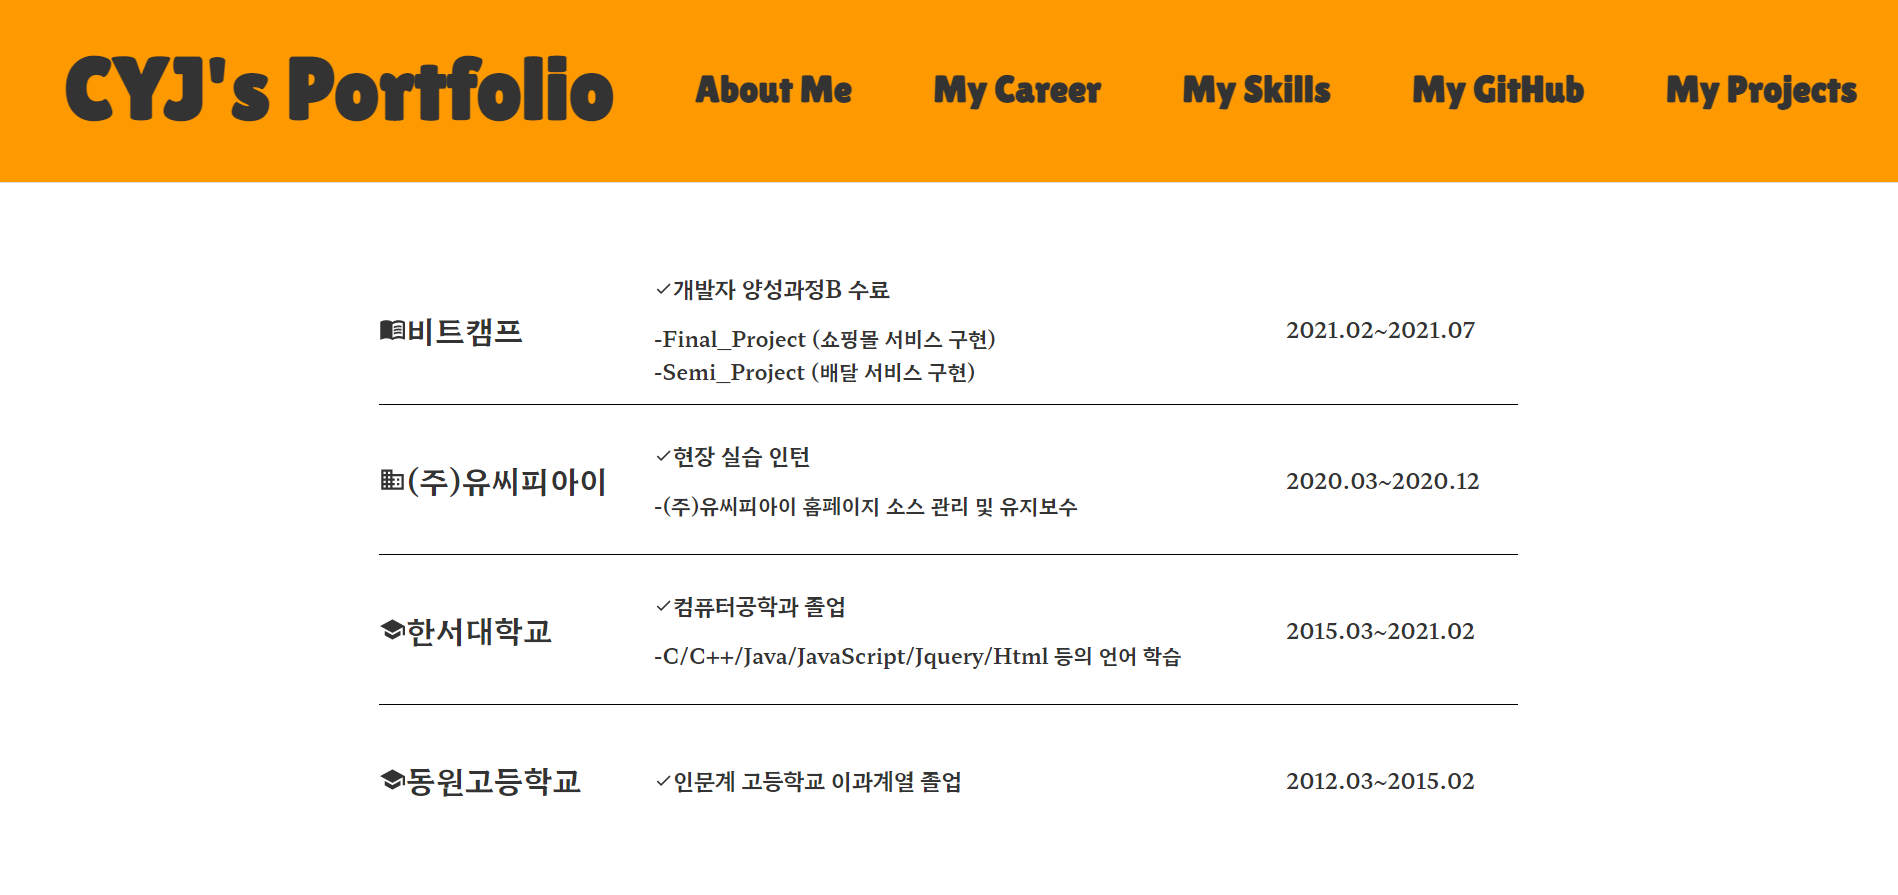 CYJ's Portfolio About Me My Career My Skills My GitHub My Projects
비트캠프
✓개발자 양성과정B 수료
-Final_Project (쇼핑몰 서비스 구현)
-Semi_Project (배달 서비스 구현)
2021.02~2021.07
(주)유씨피아이
✓현장 실습 인턴
-(주)유씨피아이 홈페이지 소스 관리 및 유지보수
2020.03~2020.12
한서대학교
✓컴퓨터공학과 졸업
-C/C++/Java/JavaScript/Jquery/Html 등의 언어 학습
2015.03~2021.02
동원고등학교
✓인문계 고등학교 이과계열 졸업
2012.03~2015.02